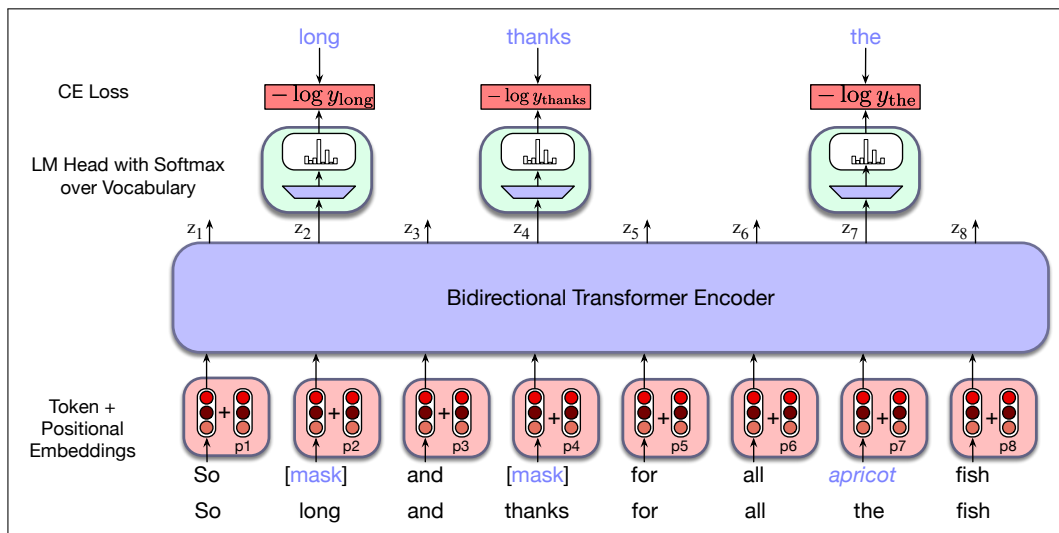 long thanks the
CE Loss − log y_long − log y_thanks − log y_the
LM Head with Softmax
over Vocabulary
z1 z2 z3 z4 z5 z6 z7 z8
Bidirectional Transformer Encoder
Token +
Positional
Embeddings
+ + + + + + + +
p1 p2 p3 p4 p5 p6 p7 p8
So [mask] and [mask] for all apricot fish
So long and thanks for all the fish